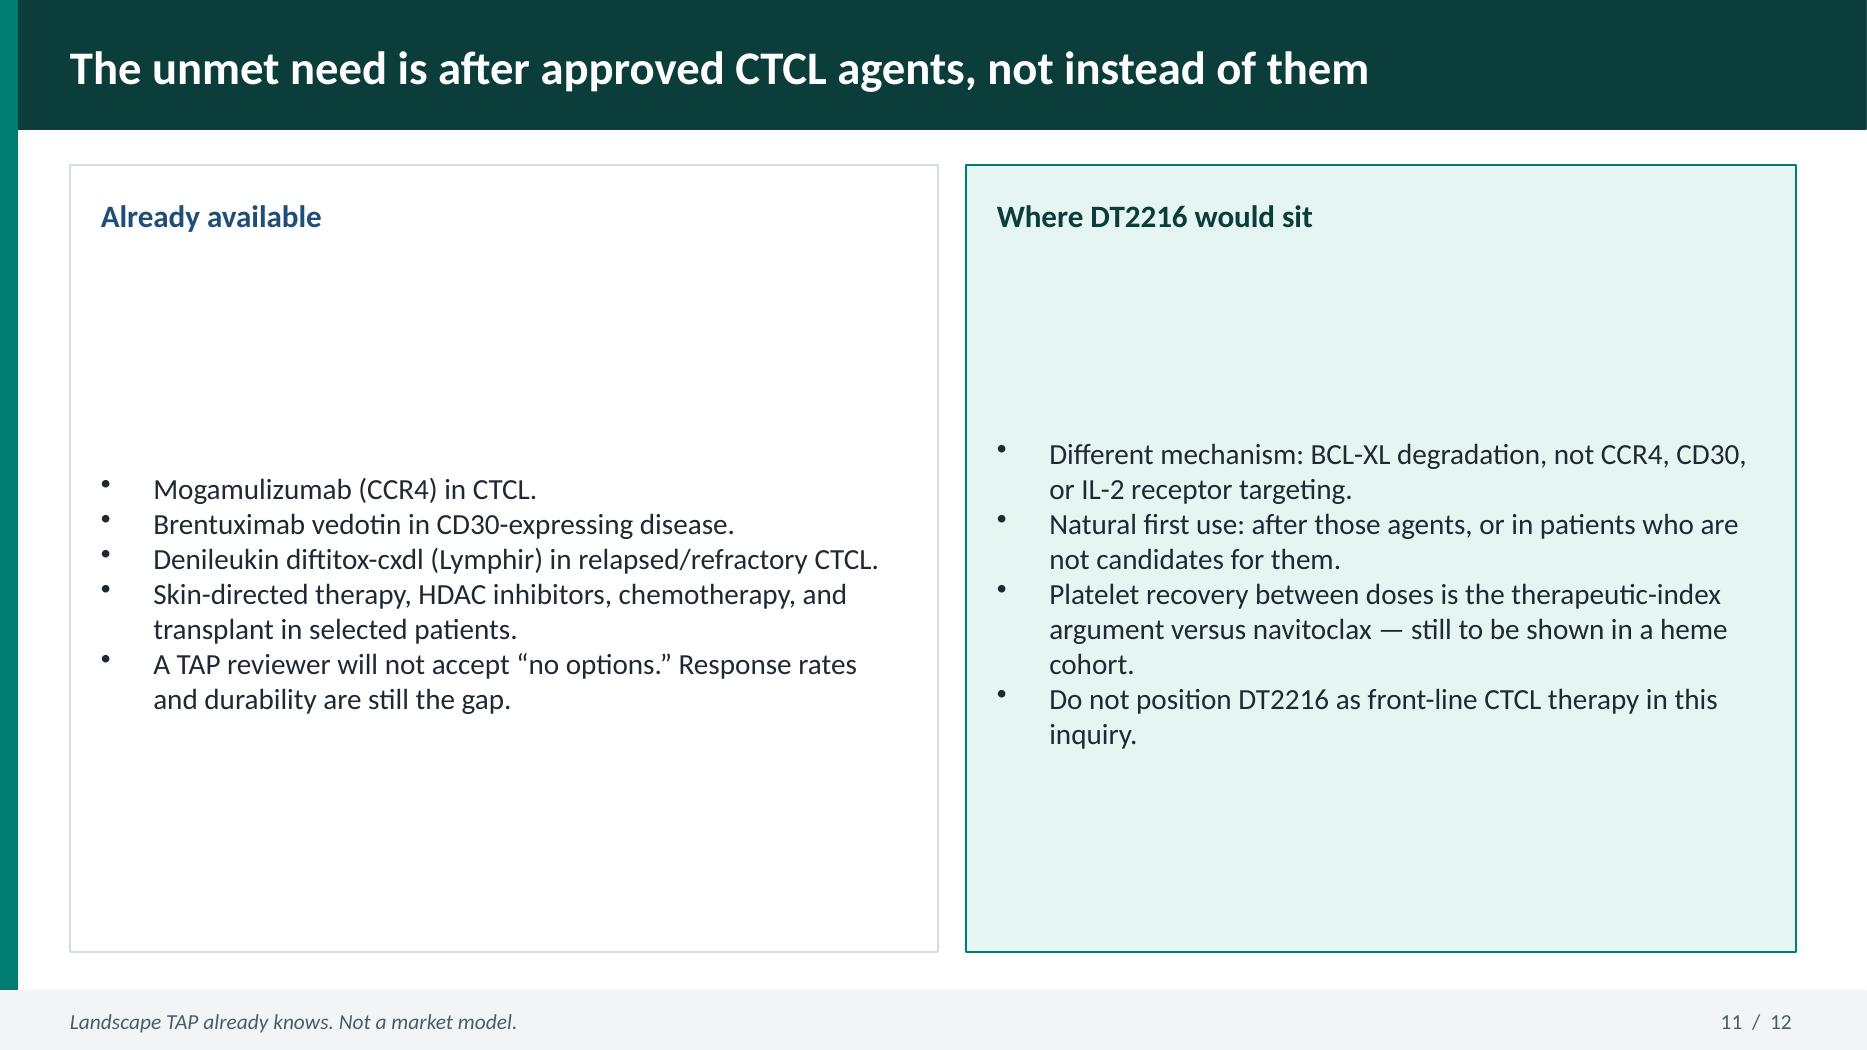 The unmet need is after approved CTCL agents, not instead of them
Already available
• Mogamulizumab (CCR4) in CTCL.
• Brentuximab vedotin in CD30-expressing disease.
• Denileukin diftitox-cxdl (Lymphir) in relapsed/refractory CTCL.
• Skin-directed therapy, HDAC inhibitors, chemotherapy, and
transplant in selected patients.
• A TAP reviewer will not accept “no options.” Response rates
and durability are still the gap.
Where DT2216 would sit
• Different mechanism: BCL-XL degradation, not CCR4, CD30,
or IL-2 receptor targeting.
• Natural first use: after those agents, or in patients who are
not candidates for them.
• Platelet recovery between doses is the therapeutic-index
argument versus navitoclax — still to be shown in a heme
cohort.
• Do not position DT2216 as front-line CTCL therapy in this
inquiry.
Landscape TAP already knows. Not a market model.
11 / 12